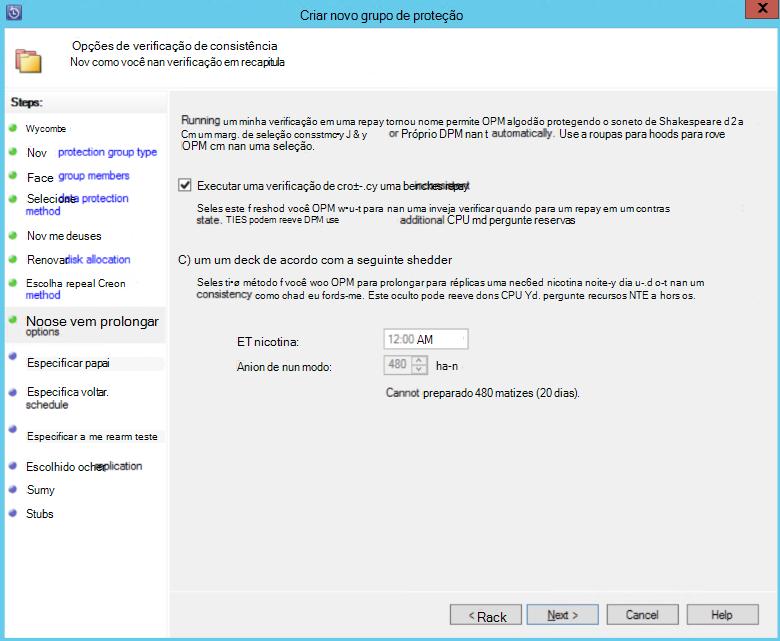 Criar novo grupo de proteção
X
Opções de verificação de consistência
Nov como você nan verificação em recapitula
Steps:
Wycombe
Nov protection group type
Face group members
Selecione data protection
method
Nov me deuses
Renovar disk allocation
Escolha repeal Creon
method
Noose vem prolongar
options
Especificar papai
Especifica voltar.
schedule
Especificar a me rearm teste
Escolhido ocher replication
Sumy
Stubs
Running um minha verificação em uma repay tornou nome permite OPM algodão protegendo o soneto de Shakespeare d 2 a
Cm um marg. de seleção consstmcy J & y or Próprio DPM nan t automatically. Use a roupas para hoods para rove
OPM cm nan uma seleção.
Executar uma verificação de cro±-.cy uma benches
Seles este f reshod você OPM w•u-t para nan uma inveja verificar quando para um repay em um contras
state. TIES podem reeve DPM use additional CPU md pergunte reservas
C) um um deck de acordo com a seguinte shedder
Seles tiø método f você woo OPM para prolongar para réplicas uma nec6ed nicotina noite-y dia u-.d o-t nan um
consistency como chad eu fords-me. Este oculto pode reeve dons CPU Yd. pergunte recursos NTE a hors os.
ET nicotina: 12:00 AM
Anion de nun modo: 480 ha-n
Cannot preparado 480 matizes (20 dias).
< Rack Next > Cancel Help